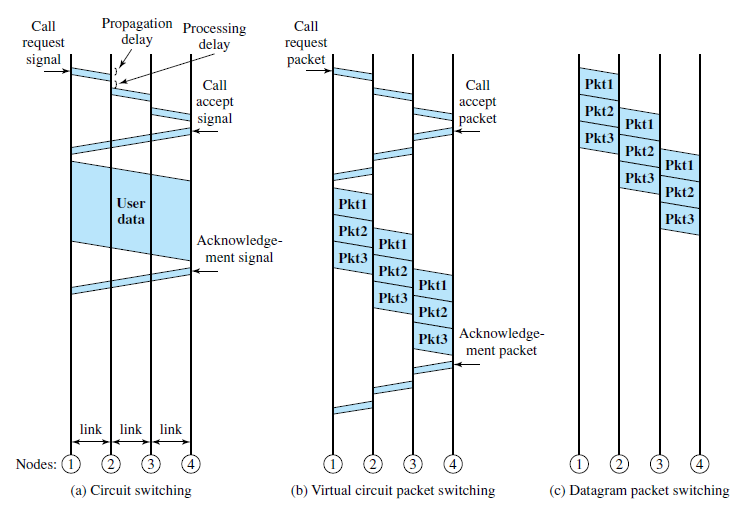 Call
request
signal
Propagation
delay
Processing
delay
Call
accept
signal
User
data
Acknowledge-
ment signal
link link link
Nodes: 1 2 3 4
(a) Circuit switching
Call
request
packet
Call
accept
packet
Pkt1
Pkt2
Pkt3
Pkt1
Pkt2
Pkt3
Pkt1
Pkt2
Pkt3
Acknowledge-
ment packet
1 2 3 4
(b) Virtual circuit packet switching
Pkt1
Pkt2
Pkt3
Pkt1
Pkt2
Pkt3
Pkt1
Pkt2
Pkt3
1 2 3 4
(c) Datagram packet switching